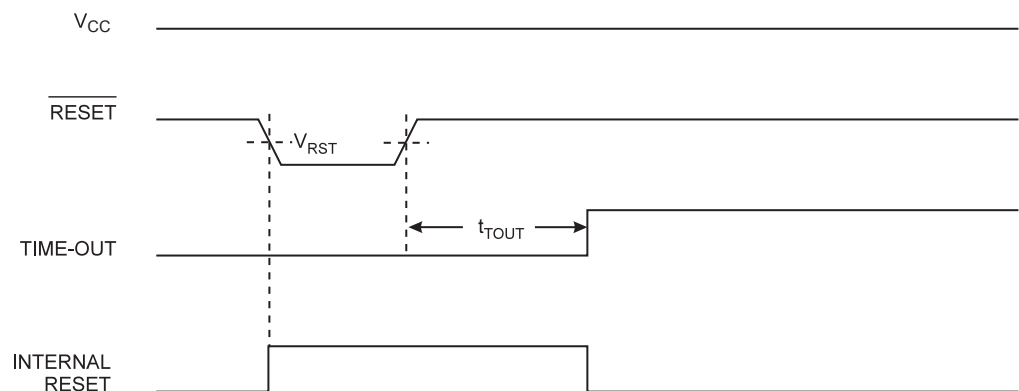 VCC
RESET
VRST
tTOUT
TIME-OUT
INTERNAL
RESET